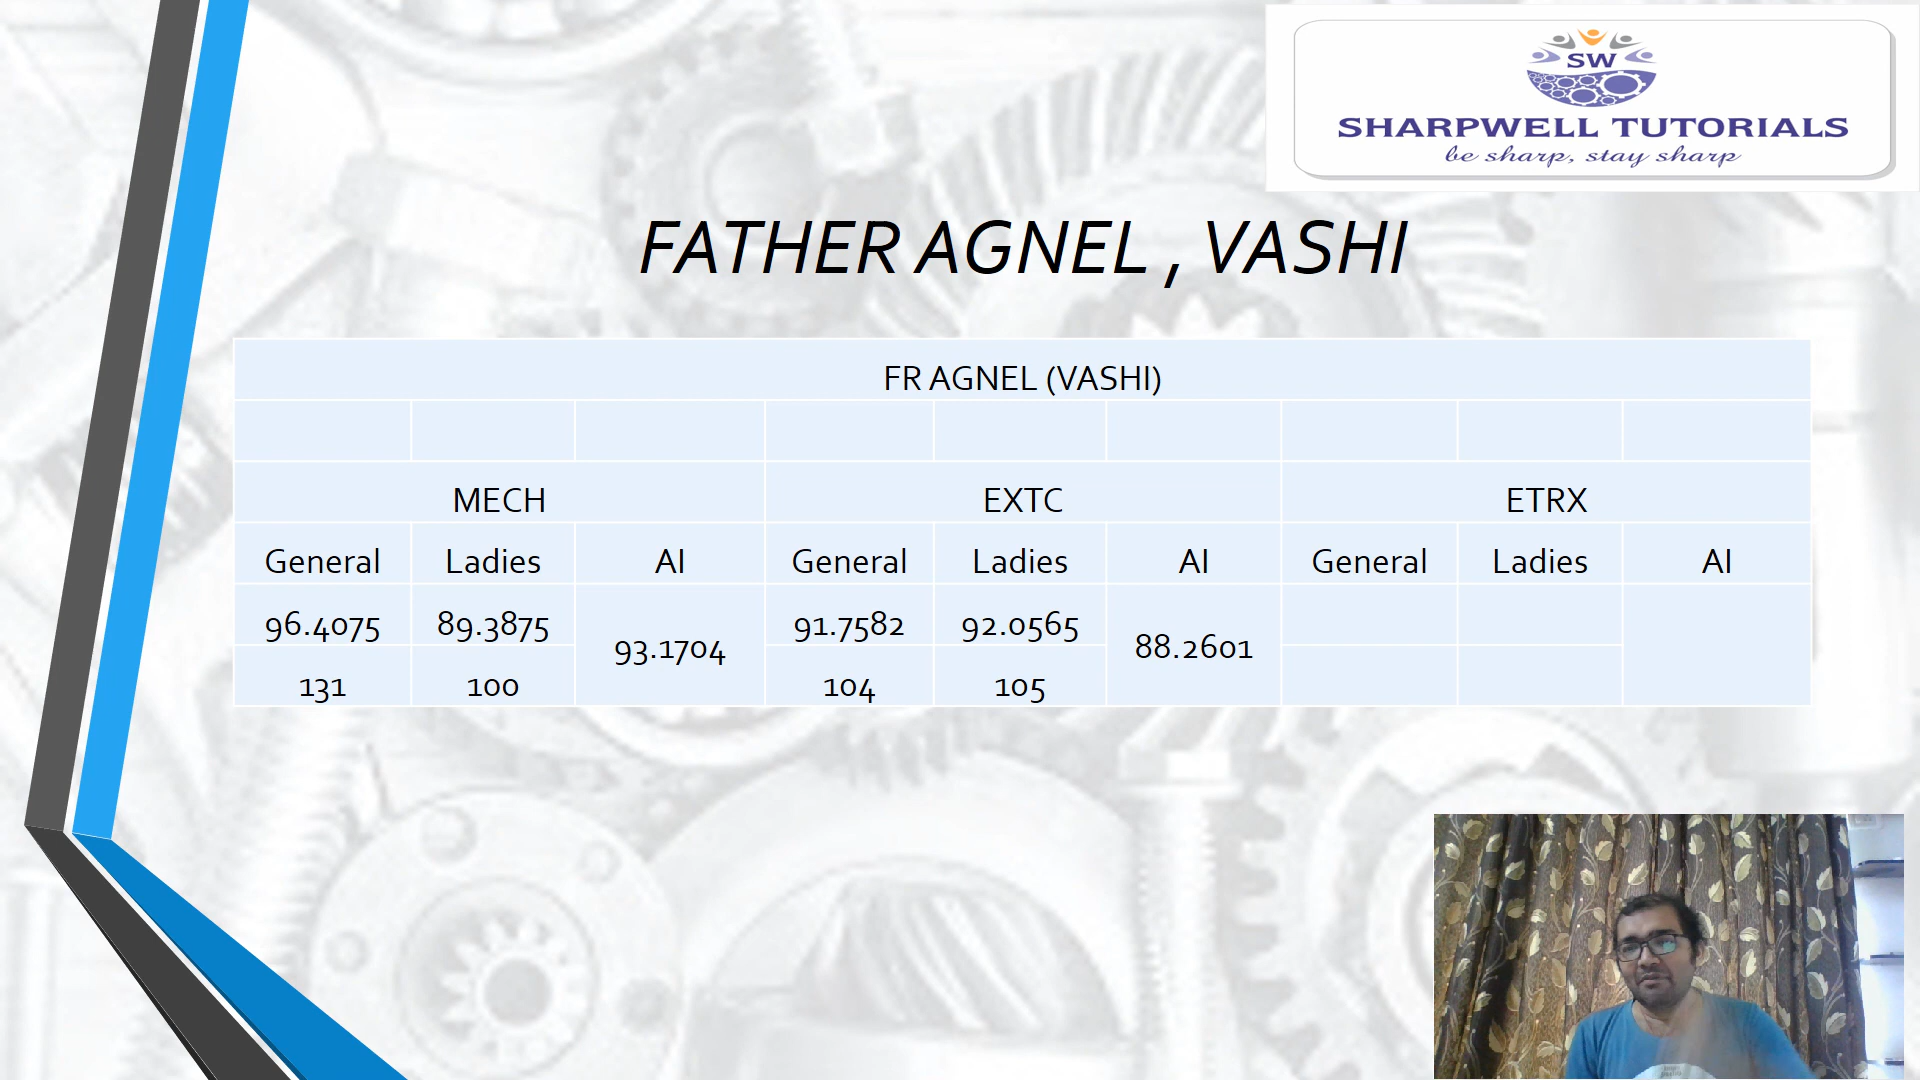 SW
SHARPWELL TUTORIALS
be sharp, stay sharp
FATHER AGNEL , VASHI
FR AGNEL (VASHI)
MECH EXTC ETRX
General Ladies AI General Ladies AI General Ladies AI
96.4075 89.3875 93.1704 91.7582 92.0565 88.2601
131 100 104 105